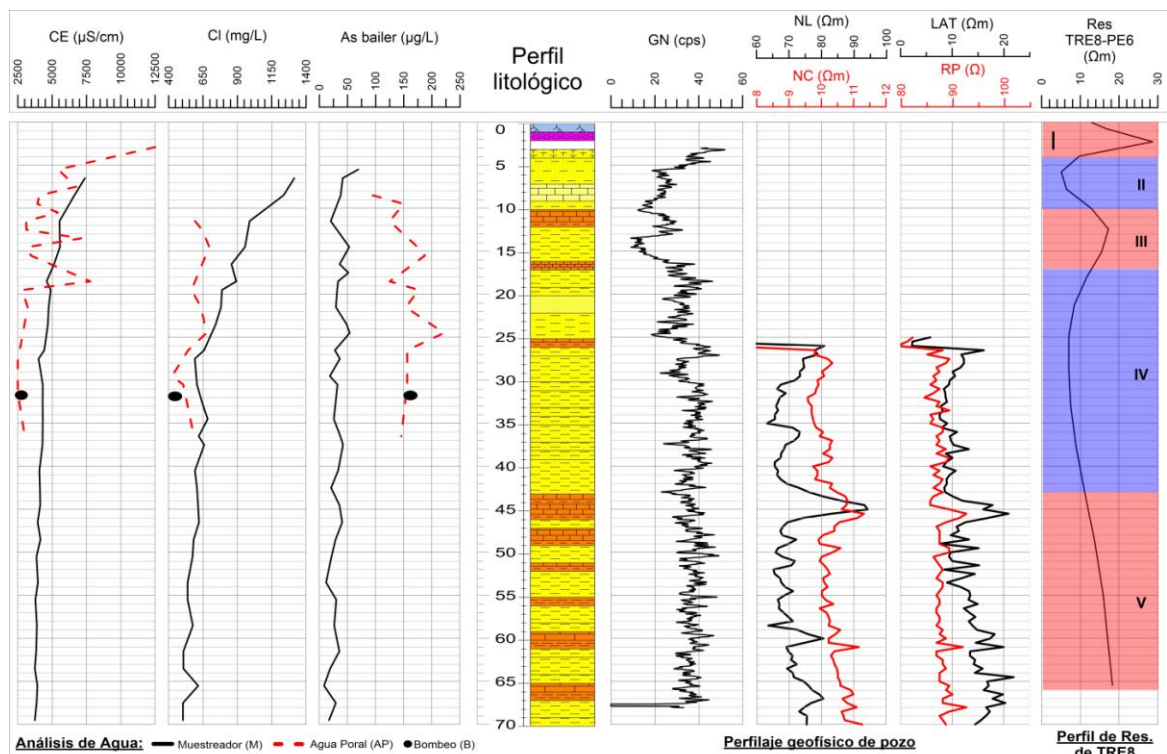 CE (µS/cm)
2500 5000 7500 10000 12500
Cl (mg/L)
400 650 900 1150 1400
As bailer (µg/L)
0 50 100 150 200 250
Perfil
litológico
GN (cps)
0 20 40 60
NL (Ωm)
60 70 80 90 100
NC (Ωm)
8 9 10 11 12
LAT (Ωm)
0 10 20
RP (Ω)
80 90 100
Res
TRE8-PE6
(Ωm)
0 10 20 30
0
5
10
15
20
25
30
35
40
45
50
55
60
65
70
I
II
III
IV
V
Análisis de Agua: Muestreador (M) Agua Poral (AP) Bombeo (B)
Perfilaje geofísico de pozo
Perfil de Res.
de TRE8